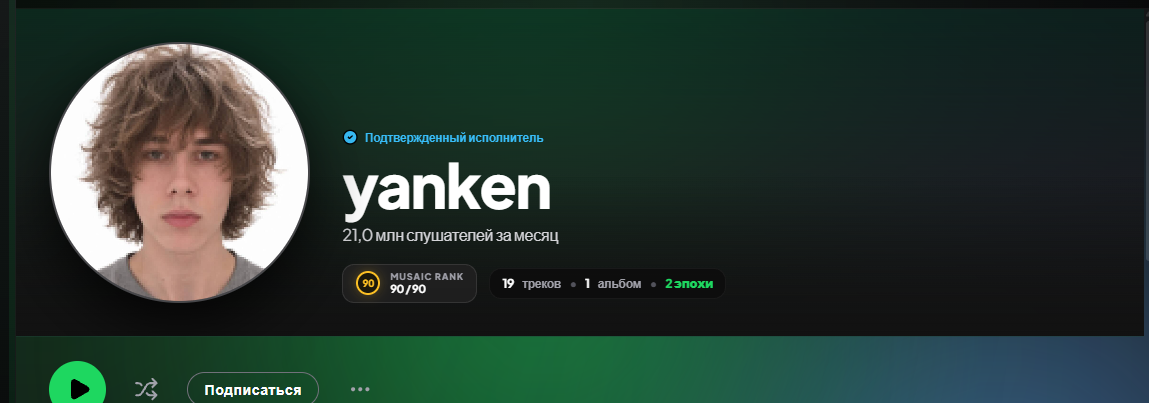 Подтвержденный исполнитель
yanken
21,0 млн слушателей за месяц
90
MUSAIC RANK
90/90
19 треков • 1 альбом • 2 эпохи
Подписаться